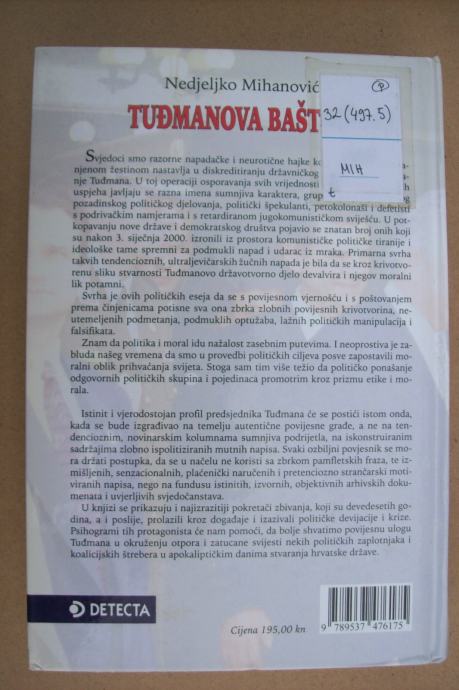 Nedjeljko Mihanović
TUĐMANOVA BAŠT
P
32(497.5)
MIH
t
Svjedoci smo razorne napadačke i neurotične hajke ko
njenom žestinom nastavlja u diskreditiranju državničkog
nje Tuđmana. U toj operaciji osporavanja svih vrijednosti
uspjeha javljaju se razna imena sumnjiva karaktera, grup
pozadinskog političkog djelovanja, politički špekulanti, petokolonaši i defetisti
s podrivačkim namjerama i s retardiranom jugokomunističkom sviješću. U pot-
kopavanju nove države i demokratskog društva pojavio se znatan broj onih koji
su nakon 3. siječnja 2000. izronili iz prostora komunističke političke tiranije i
ideološke tame spremni za podmukli napad i udarac iz mraka. Primarna svrha
takvih tendencioznih, ultraljevičarskih žučnih napada je bila da se kroz krivotvo-
renu sliku stvarnosti Tuđmanovo državotvorno djelo devalvira i njegov moralni
lik potamni.
Svrha je ovih političkih eseja da se s povijesnom vjernošću i s poštovanjem
prema činjenicama potisne sva ona zbrka zlobnih povijesnih krivotvorina, ne-
utemeljenih podmetanja, podmuklih optužaba, lažnih političkih manipulacija i
falsifikata.
Znam da politika i moral idu nažalost zasebnim putevima. I neoprostiva je za-
bluda našeg vremena da smo u provedbi političkih ciljeva posve zapostavili mo-
ralni oblik prihvaćanja svijeta. Stoga sam tim više težio da političko ponašanje
odgovornih političkih skupina i pojedinaca promotrim kroz prizmu etike i mo-
rala.
Istinit i vjerodostojan profil predsjednika Tuđmana će se postići istom onda,
kada se bude izgrađivao na temelju autentične povijesne građe, a ne na ten-
dencioznim, novinarskim kolumnama sumnjiva podrijetla, na iskonstruiranim
sadržajima zlobno ispolitiziranih mutnih napisa. Svaki ozbiljni povjesnik se mo-
ra držati postupka, da se u načelu ne koristi sa zbrkom pamfletskih fraza, te iz-
mišljenih, senzacionalnih, plaćenički naručenih i pretenciozno strančarski moti-
viranih napisa, nego na fundusu istinitih, izvornih, objektivnih arhivskih doku-
menata i uvjerljivih svjedočanstava.
U knjizi se prikazuju i najizrazitiji pokretači zbivanja, koji su devedesetih go-
dina, a i poslije, prolazili kroz događaje i izazivali političke devijacije i krize.
Psihogrami tih protagonista će nam pomoći, da bolje shvatimo povijesnu ulogu
Tuđmana u okruženju otpora i zatucane svijesti nekih političkih zaplotnjaka i
koalicijskih štrebera u apokaliptičkim danima stvaranja hrvatske države.
DETECTA
Cijena 195,00 kn
9 789537 476175